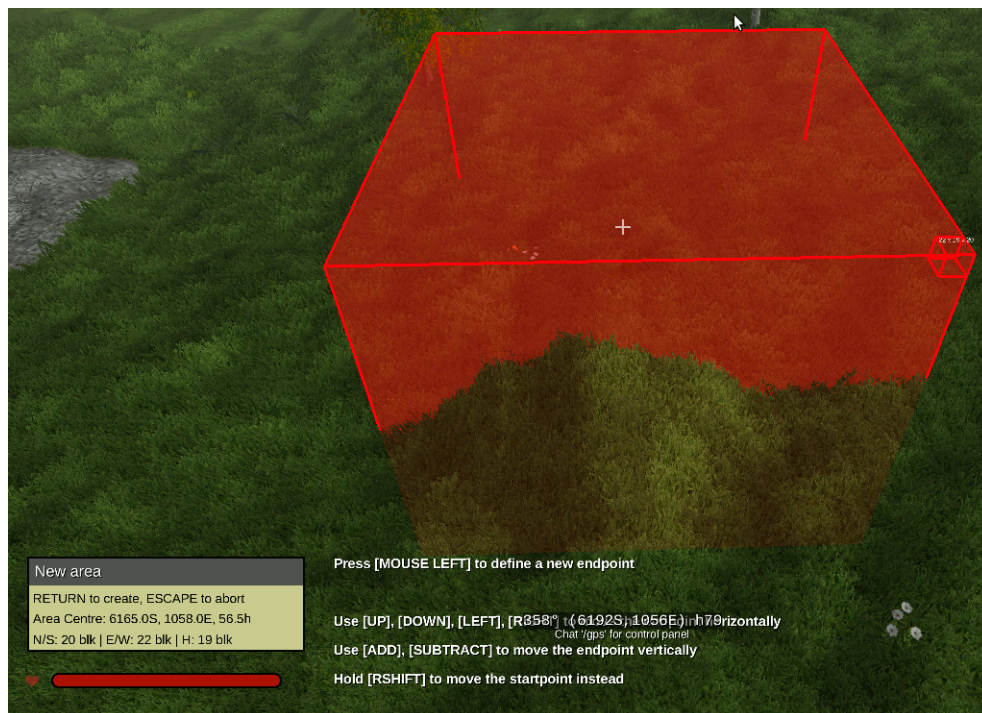 New area
RETURN to create, ESCAPE to abort
Area Centre: 6165.0S, 1058.0E, 56.5h
N/S: 20 blk | E/W: 22 blk | H: 19 blk
Press [MOUSE LEFT] to define a new endpoint
Use [UP], [DOWN], [LEFT], horizontally
358° (6192S, 1056E) h79
Chat '/gps' for control panel
Use [ADD], [SUBTRACT] to move the endpoint vertically
Hold [RSHIFT] to move the startpoint instead